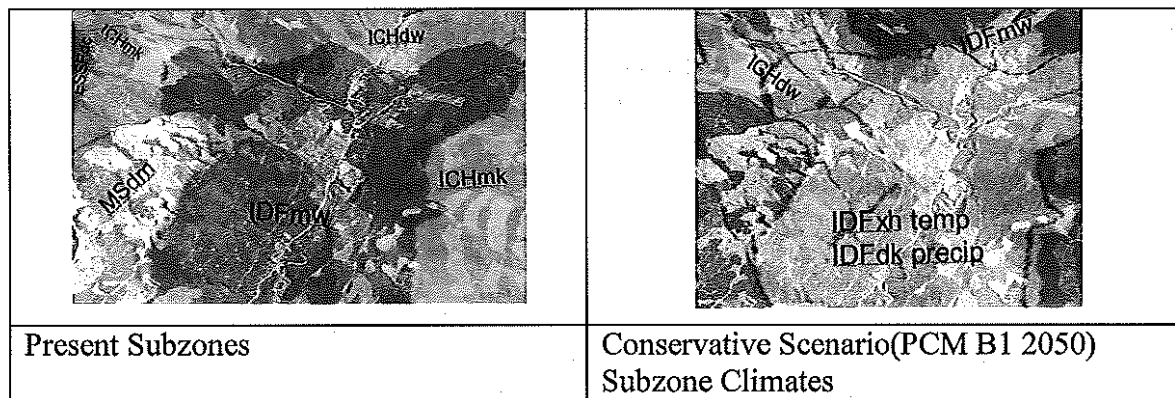 ICHmk
ICHdw
MSdm
IDFmw
ICHmk
IDFmw
ICHdw
IDFxh temp
IDFdk precip
Present Subzones
Conservative Scenario(PCM B1 2050)
Subzone Climates